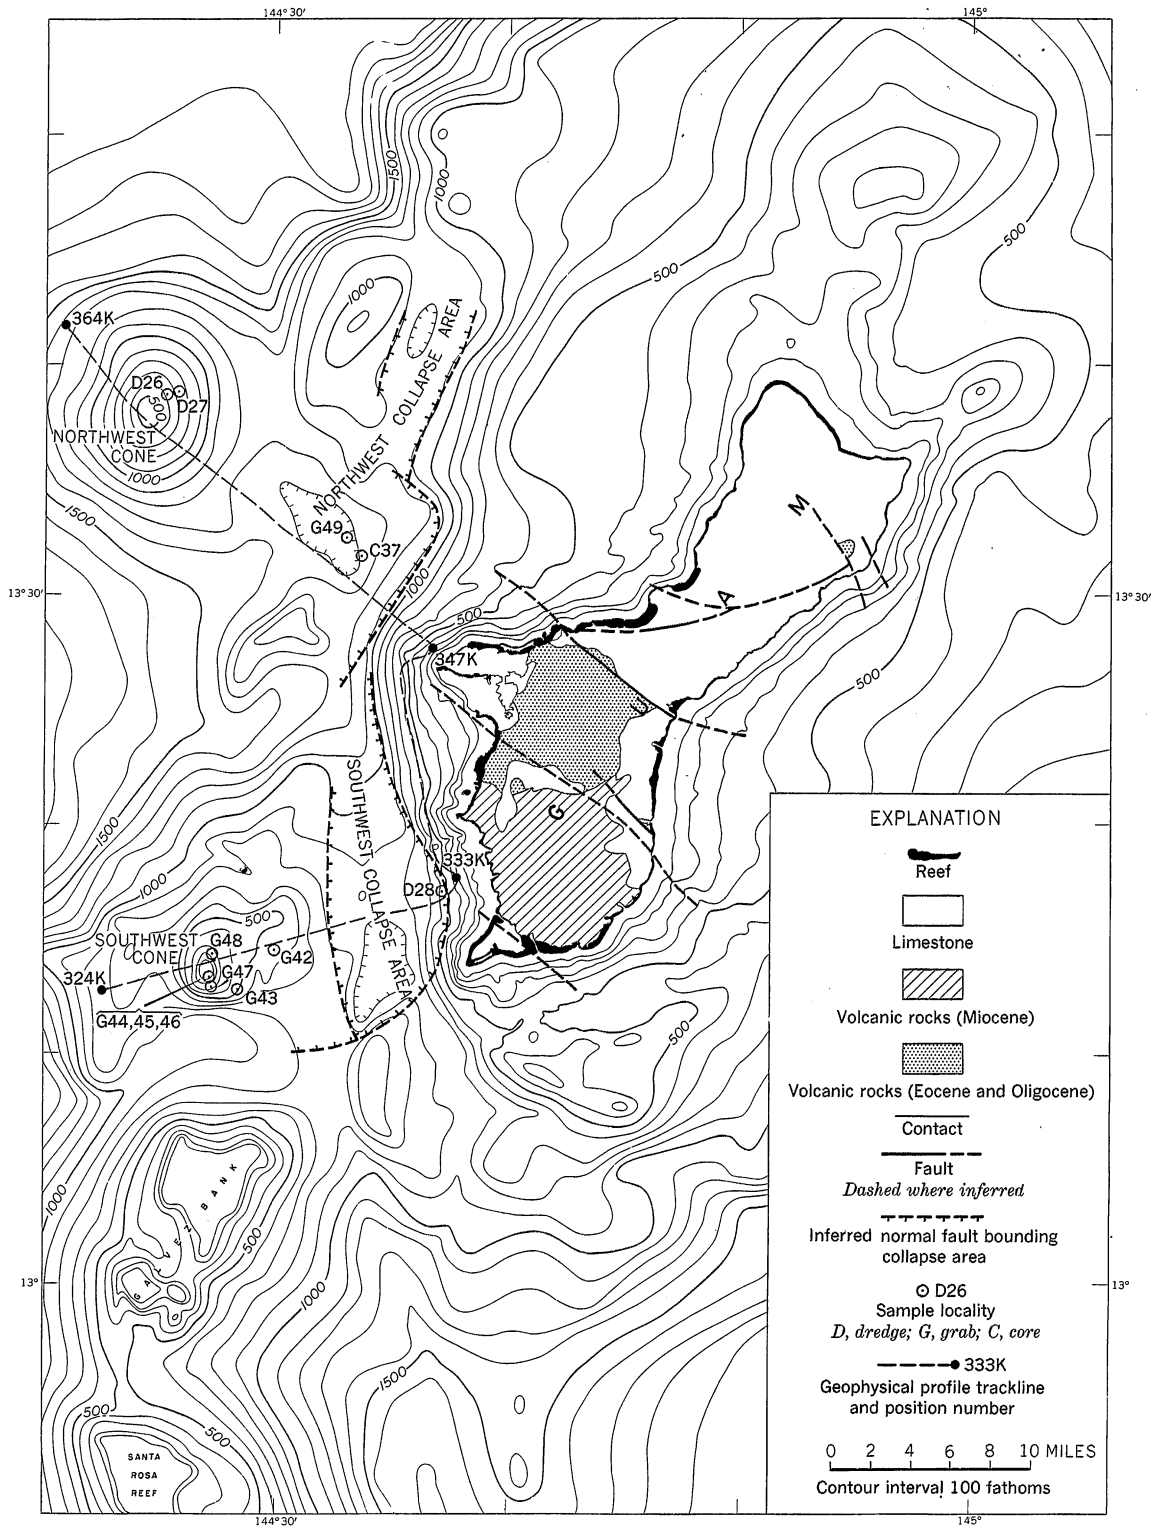 144°30′
145°
1500
1000
500
500
1000
364K
D26
D27
500
NORTHWEST
CONE
1000
1500
NORTHWEST COLLAPSE AREA
G49
C37
1000
M
13°30′
13°30′
A
500
347K
U
500
SOUTHWEST COLLAPSE AREA
G
1500
1000
333K
D28
500
SOUTHWEST
CONE
G48
G42
G47
324K
G43
G44,45,46
500
GALVEZ BANK
1000
500
13°
13°
1000
1500
500
500
SANTA
ROSA
REEF
144°30′
145°
EXPLANATION
Reef
Limestone
Volcanic rocks (Miocene)
Volcanic rocks (Eocene and Oligocene)
Contact
Fault
Dashed where inferred
Inferred normal fault bounding
collapse area
D26
Sample locality
D, dredge; G, grab; C, core
333K
Geophysical profile trackline
and position number
0 2 4 6 8 10 MILES
Contour interval 100 fathoms